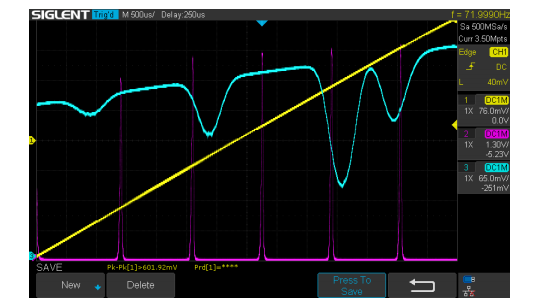 SIGLENT Trig'd M 500us/ Delay:250us f = 71.9990Hz
Sa 500MSa/s
Curr 3.50Mpts
Edge CH1
DC
L 40mV
1 DC1M
1X 76.0mV/
0.0V
2 DC1M
1X 1.30V/
-5.23V
3 DC1M
1X 65.0mV/
-251mV
1
3
SAVE Pk-Pk[1]>601.92mV Prd[1]=****
New Delete Press To
Save